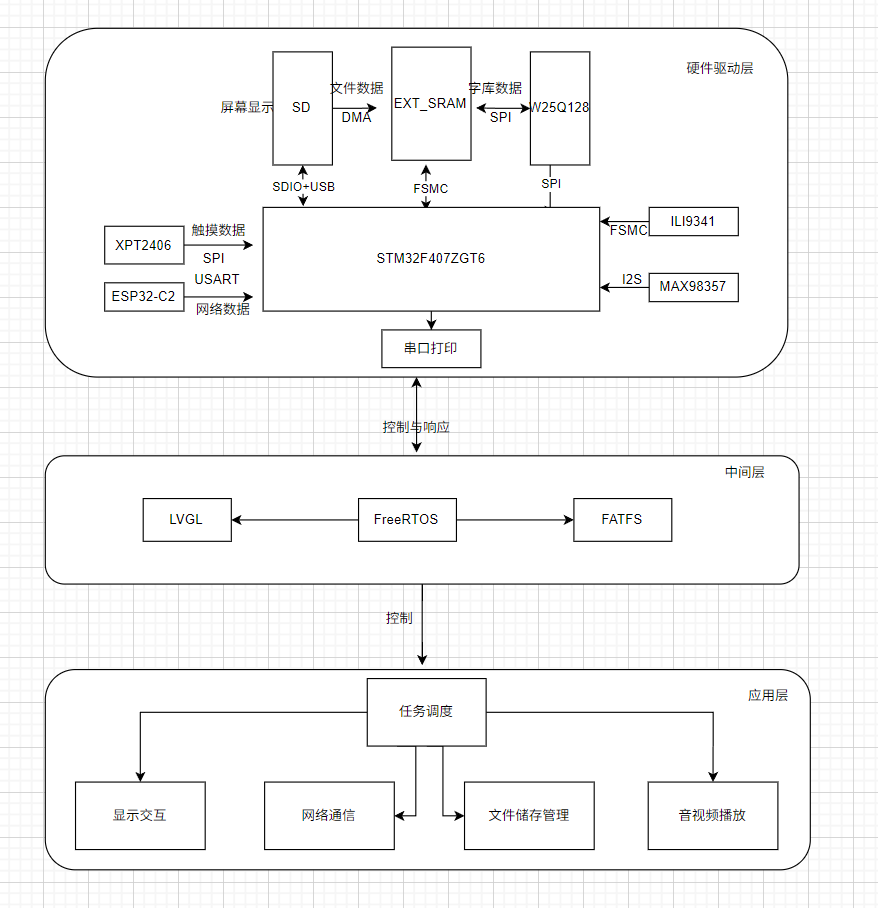 硬件驱动层
屏幕显示
SD
文件数据
DMA
EXT_SRAM
字库数据
SPI
W25Q128
SDIO+USB
FSMC
SPI
XPT2406
触摸数据
SPI
STM32F407ZGT6
FSMC
ILI9341
USART
ESP32-C2
网络数据
I2S
MAX98357
串口打印
控制与响应
中间层
LVGL
FreeRTOS
FATFS
控制
应用层
任务调度
显示交互
网络通信
文件储存管理
音视频播放